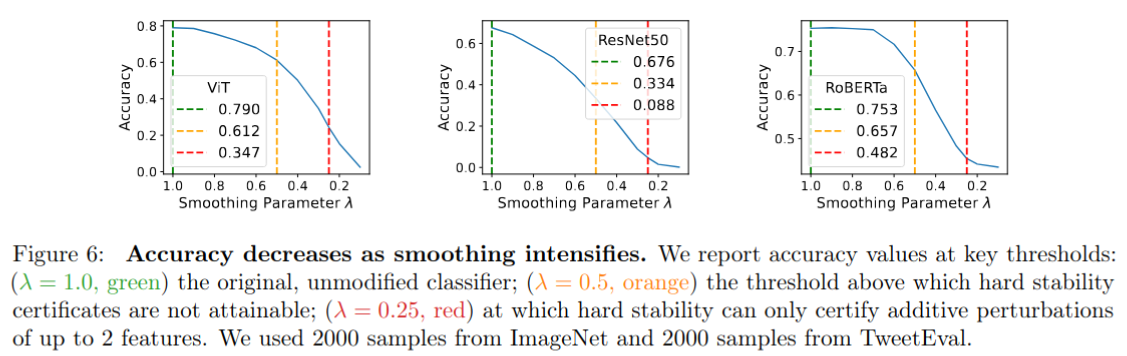 0.8
0.6
0.4
0.2
0.0
Accuracy
ViT
0.790
0.612
0.347
1.0 0.8 0.6 0.4 0.2
Smoothing Parameter λ
0.6
0.4
0.2
0.0
Accuracy
ResNet50
0.676
0.334
0.088
1.0 0.8 0.6 0.4 0.2
Smoothing Parameter λ
0.7
0.6
0.5
Accuracy
RoBERTa
0.753
0.657
0.482
1.0 0.8 0.6 0.4 0.2
Smoothing Parameter λ
Figure 6: Accuracy decreases as smoothing intensifies. We report accuracy values at key thresholds:
(λ = 1.0, green) the original, unmodified classifier; (λ = 0.5, orange) the threshold above which hard stability
certificates are not attainable; (λ = 0.25, red) at which hard stability can only certify additive perturbations
of up to 2 features. We used 2000 samples from ImageNet and 2000 samples from TweetEval.